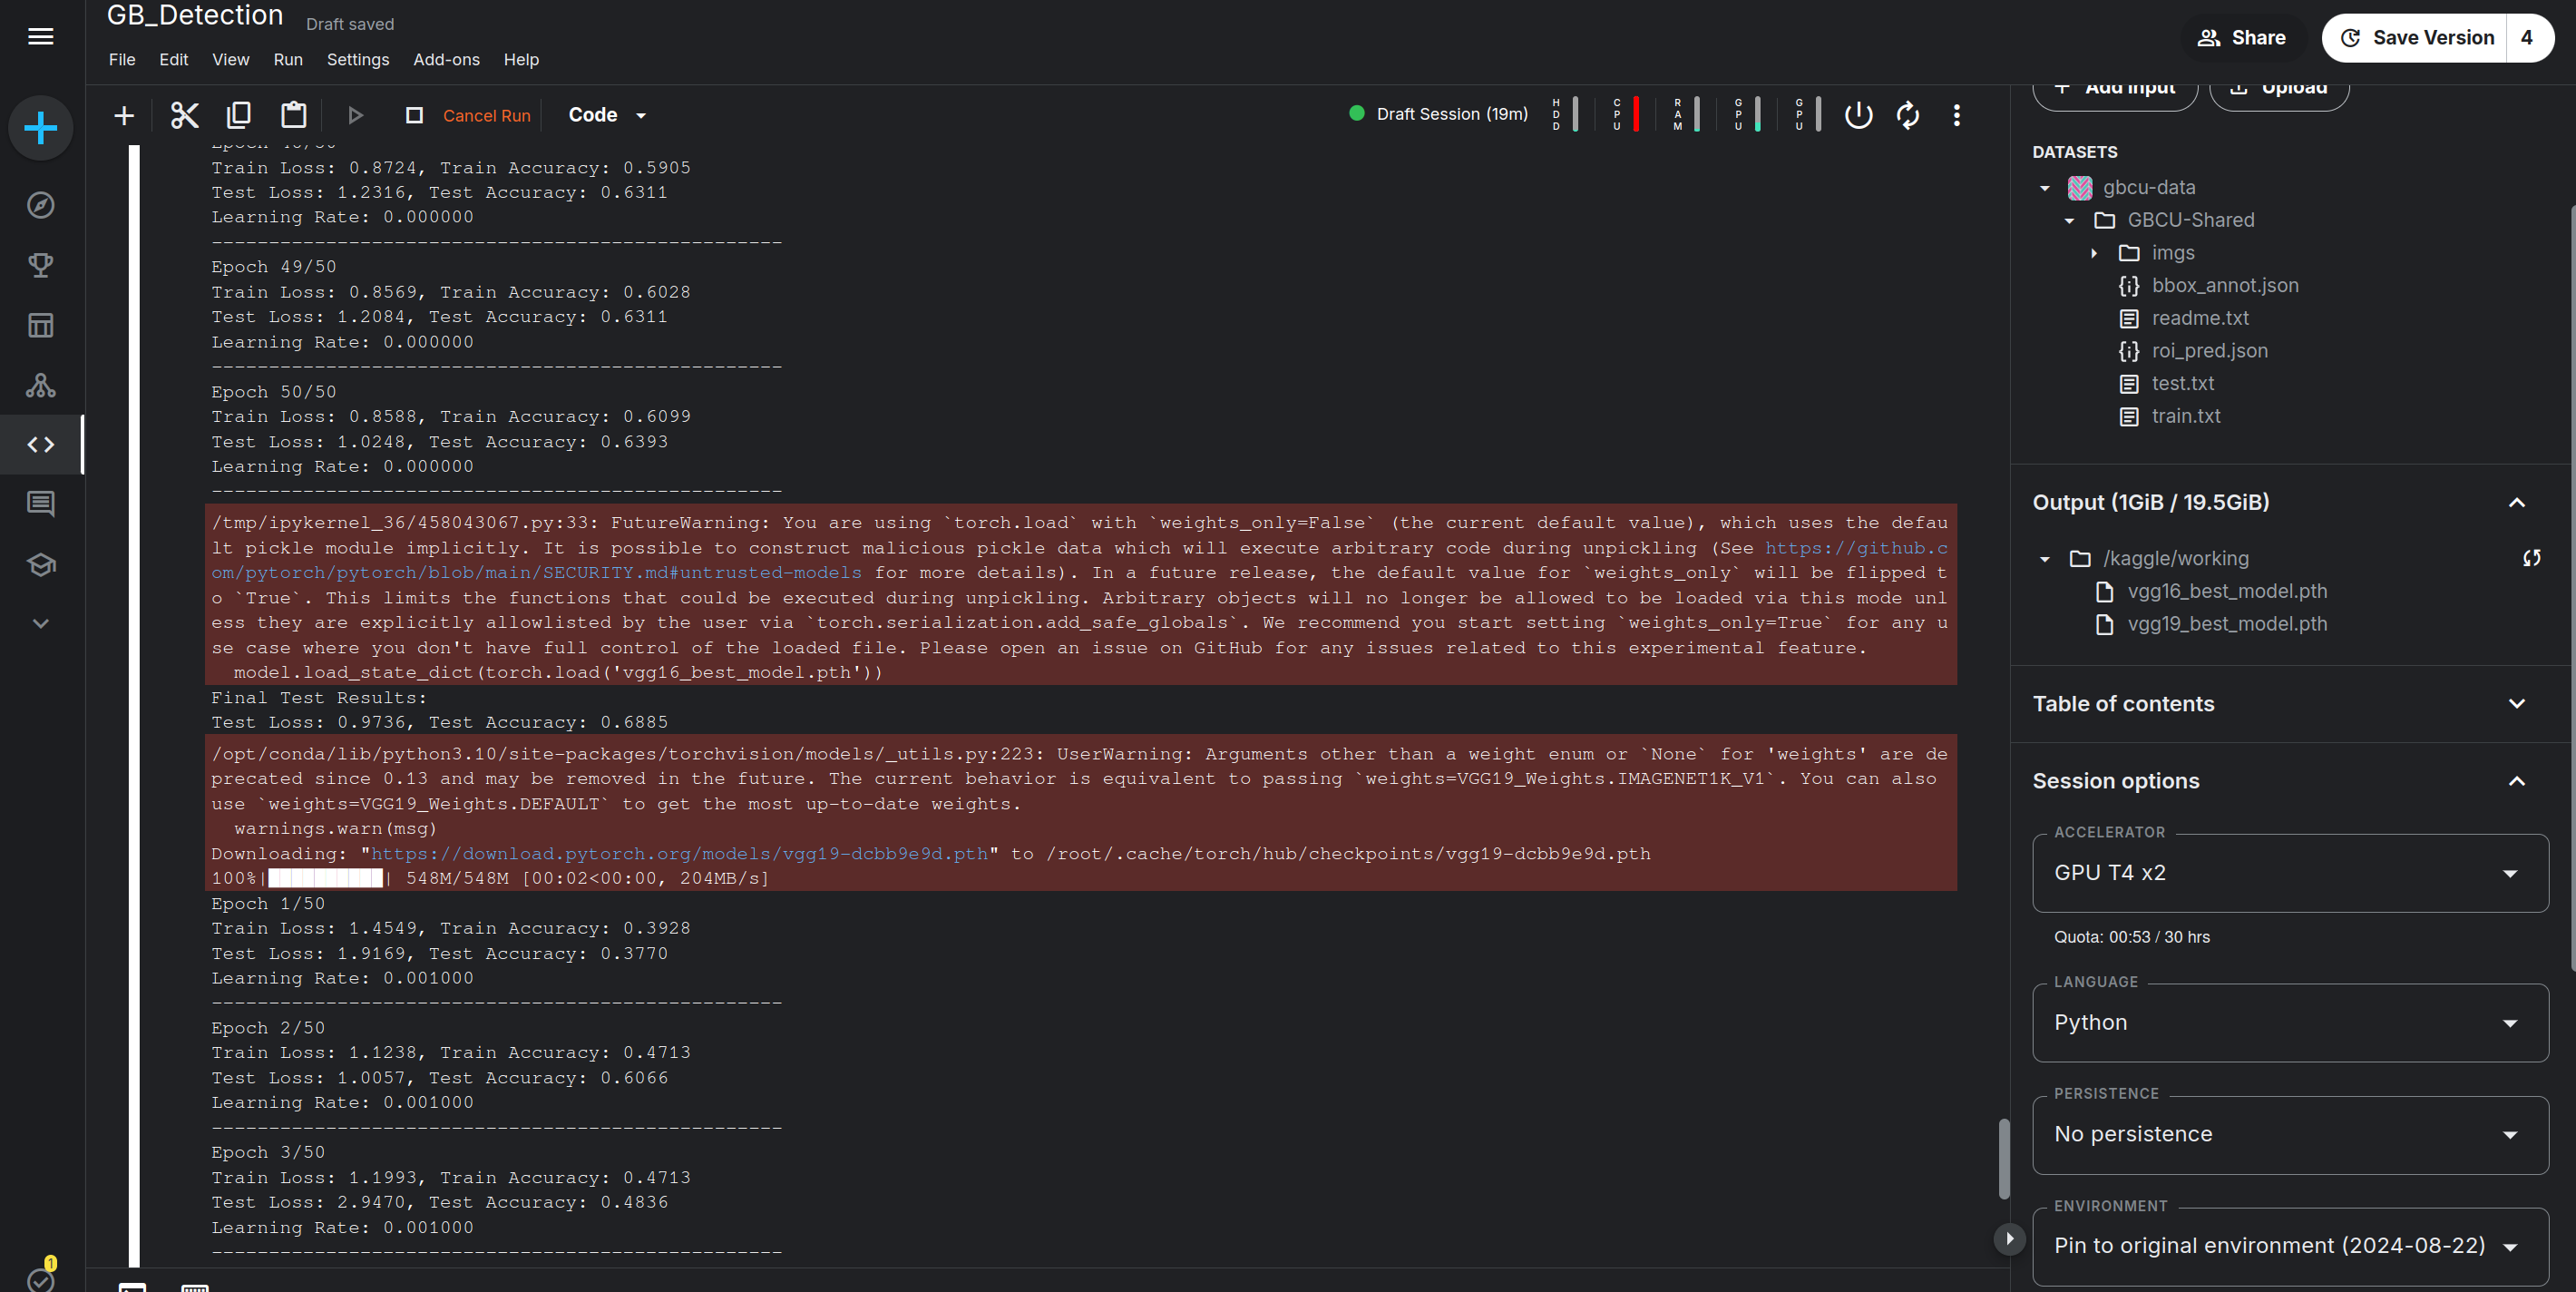 GB_Detection
Draft saved
File Edit View Run Settings Add-ons Help
Share
Save Version 4
Cancel Run
Code
Draft Session (19m)
HDD
CPU
RAM
GPU
GPU
Train Loss: 0.8724, Train Accuracy: 0.5905
Test Loss: 1.2316, Test Accuracy: 0.6311
Learning Rate: 0.000000
--------------------------------------------------
Epoch 49/50
Train Loss: 0.8569, Train Accuracy: 0.6028
Test Loss: 1.2084, Test Accuracy: 0.6311
Learning Rate: 0.000000
--------------------------------------------------
Epoch 50/50
Train Loss: 0.8588, Train Accuracy: 0.6099
Test Loss: 1.0248, Test Accuracy: 0.6393
Learning Rate: 0.000000
--------------------------------------------------
/tmp/ipykernel_36/458043067.py:33: FutureWarning: You are using `torch.load` with `weights_only=False` (the current default value), which uses the defau
lt pickle module implicitly. It is possible to construct malicious pickle data which will execute arbitrary code during unpickling (See https://github.c
om/pytorch/pytorch/blob/main/SECURITY.md#untrusted-models for more details). In a future release, the default value for `weights_only` will be flipped t
o `True`. This limits the functions that could be executed during unpickling. Arbitrary objects will no longer be allowed to be loaded via this mode unl
ess they are explicitly allowlisted by the user via `torch.serialization.add_safe_globals`. We recommend you start setting `weights_only=True` for any u
se case where you don't have full control of the loaded file. Please open an issue on GitHub for any issues related to this experimental feature.
model.load_state_dict(torch.load('vgg16_best_model.pth'))
Final Test Results:
Test Loss: 0.9736, Test Accuracy: 0.6885
/opt/conda/lib/python3.10/site-packages/torchvision/models/_utils.py:223: UserWarning: Arguments other than a weight enum or `None` for 'weights' are de
precated since 0.13 and may be removed in the future. The current behavior is equivalent to passing `weights=VGG19_Weights.IMAGENET1K_V1`. You can also
use `weights=VGG19_Weights.DEFAULT` to get the most up-to-date weights.
warnings.warn(msg)
Downloading: "https://download.pytorch.org/models/vgg19-dcbb9e9d.pth" to /root/.cache/torch/hub/checkpoints/vgg19-dcbb9e9d.pth
100%|██████████| 548M/548M [00:02<00:00, 204MB/s]
Epoch 1/50
Train Loss: 1.4549, Train Accuracy: 0.3928
Test Loss: 1.9169, Test Accuracy: 0.3770
Learning Rate: 0.001000
--------------------------------------------------
Epoch 2/50
Train Loss: 1.1238, Train Accuracy: 0.4713
Test Loss: 1.0057, Test Accuracy: 0.6066
Learning Rate: 0.001000
--------------------------------------------------
Epoch 3/50
Train Loss: 1.1993, Train Accuracy: 0.4713
Test Loss: 2.9470, Test Accuracy: 0.4836
Learning Rate: 0.001000
--------------------------------------------------
1
Add Input
Upload
DATASETS
gbcu-data
GBCU-Shared
imgs
bbox_annot.json
readme.txt
roi_pred.json
test.txt
train.txt
Output (1GiB / 19.5GiB)
/kaggle/working
vgg16_best_model.pth
vgg19_best_model.pth
Table of contents
Session options
ACCELERATOR
GPU T4 x2
Quota: 00:53 / 30 hrs
LANGUAGE
Python
PERSISTENCE
No persistence
ENVIRONMENT
Pin to original environment (2024-08-22)